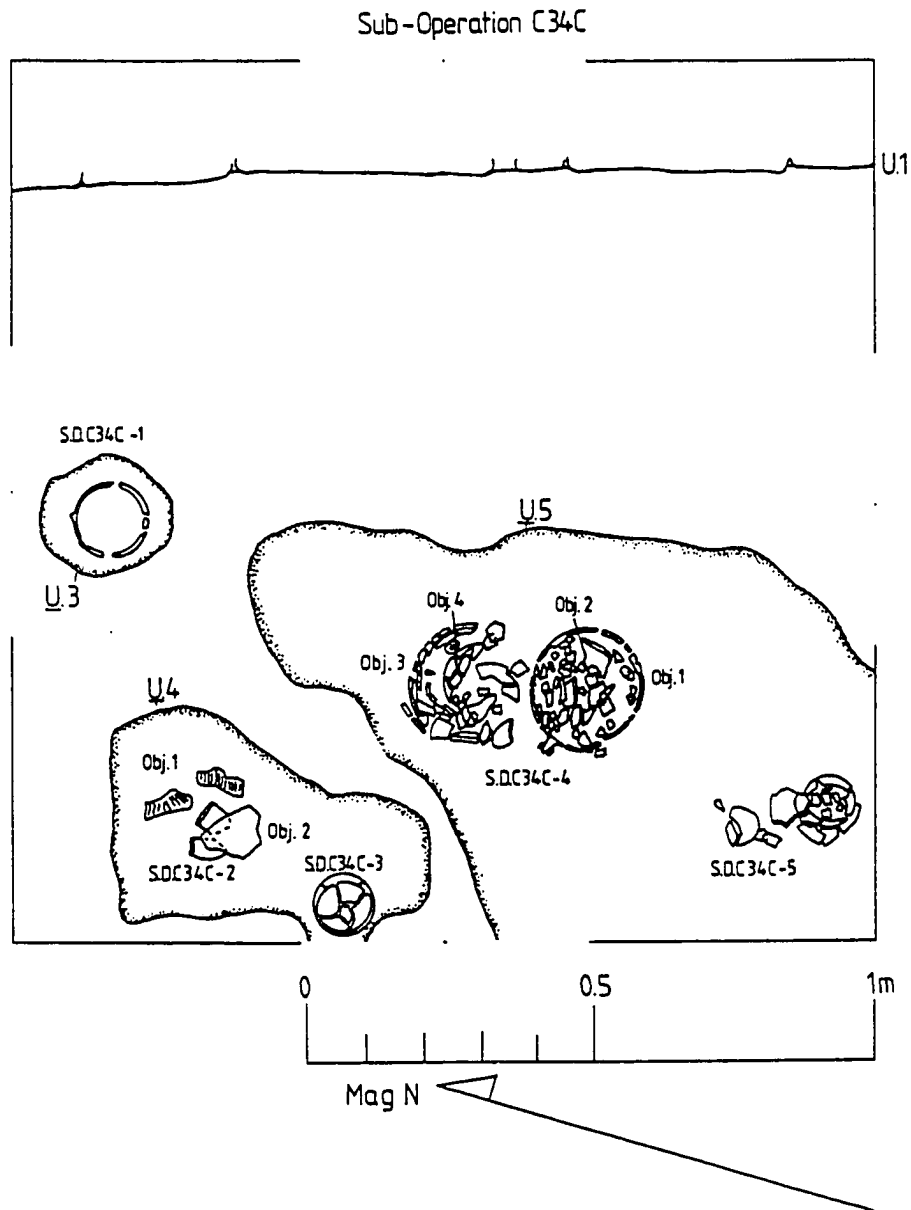 Sub-Operation C34C
U.1
S.D.C34C-1
U.5
U.3
Obj. 4
Obj. 2
Obj. 3
Obj. 1
U.4
S.D.C34C-4
Obj. 1
Obj. 2
S.D.C34C-2
S.D.C34C-3
S.D.C34C-5
0
0.5
1m
Mag N